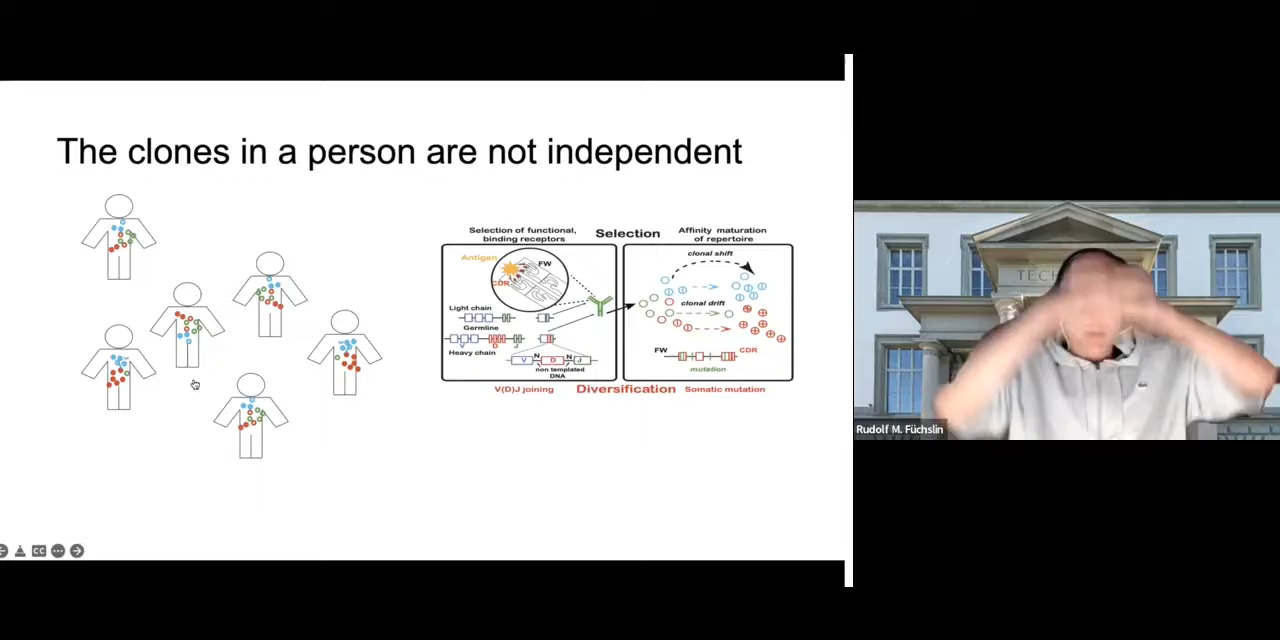 The clones in a person are not independent
Selection of functional,
binding receptors
Selection
Affinity maturation
of repertoire
Antigen
FW
CDR
clonal shift
clonal drift
Light chain
Germline
V
D
J
Heavy chain
N
N
V
D
J
non templated
DNA
FW
CDR
mutation
V(D)J joining
Diversification
Somatic mutation
CC
TECH
Rudolf M. Füchslin